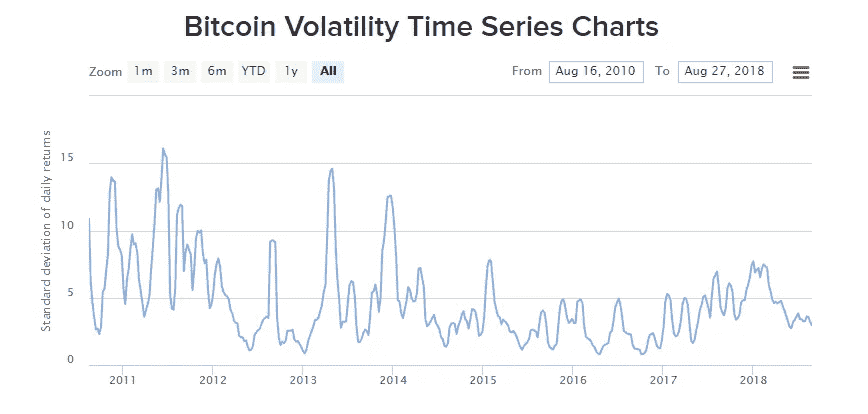 Bitcoin Volatility Time Series Charts
Zoom 1m 3m 6m YTD 1y All From Aug 16, 2010 To Aug 27, 2018
Standard deviation of daily returns
15
10
5
0
2011 2012 2013 2014 2015 2016 2017 2018